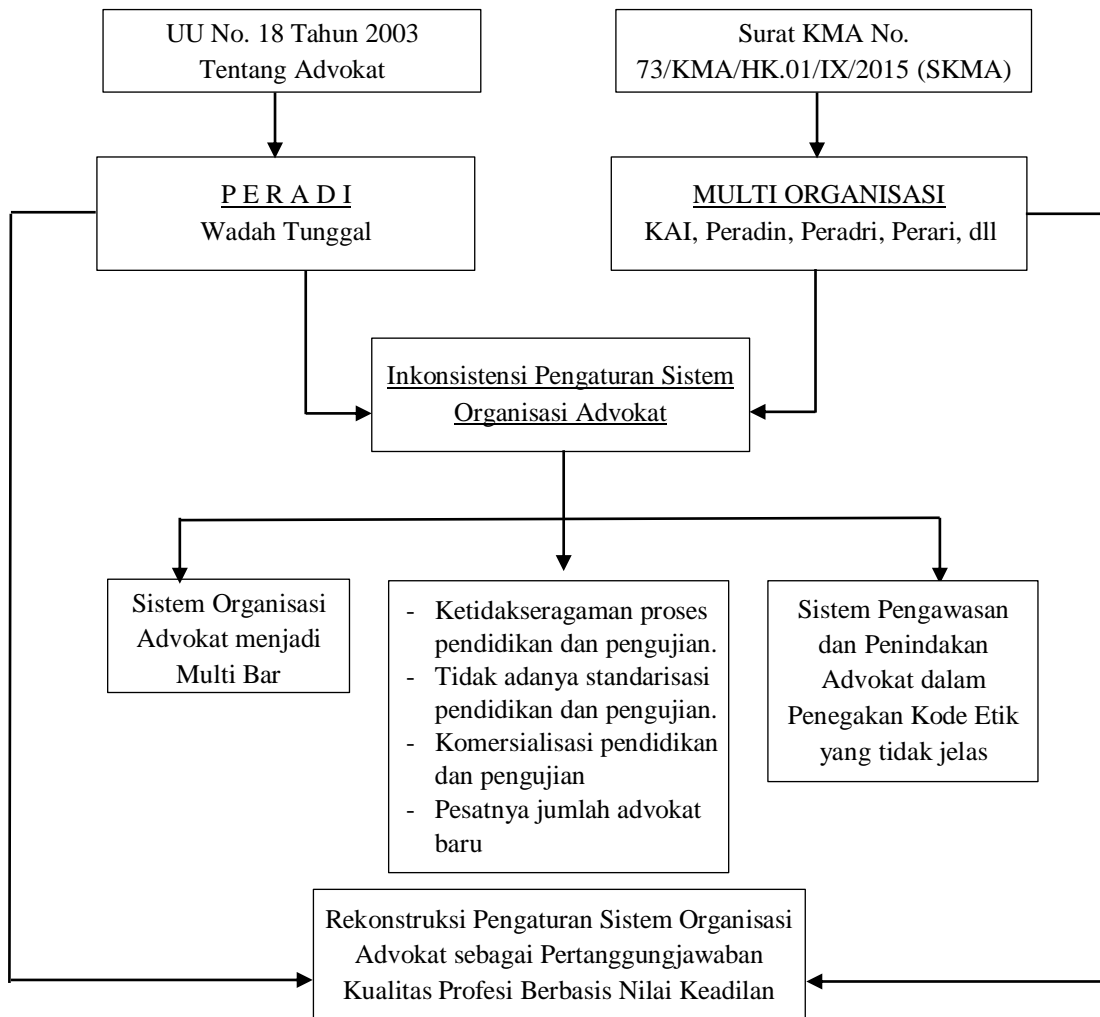 UU No. 18 Tahun 2003
Tentang Advokat
Surat KMA No.
73/KMA/HK.01/IX/2015 (SKMA)
P E R A D I
Wadah Tunggal
MULTI ORGANISASI
KAI, Peradin, Peradri, Perari, dll
Inkonsistensi Pengaturan Sistem
Organisasi Advokat
Sistem Organisasi
Advokat menjadi
Multi Bar
- Ketidakseragaman proses
pendidikan dan pengujian.
- Tidak adanya standarisasi
pendidikan dan pengujian.
- Komersialisasi pendidikan
dan pengujian
- Pesatnya jumlah advokat
baru
Sistem Pengawasan
dan Penindakan
Advokat dalam
Penegakan Kode Etik
yang tidak jelas
Rekonstruksi Pengaturan Sistem Organisasi
Advokat sebagai Pertanggungjawaban
Kualitas Profesi Berbasis Nilai Keadilan